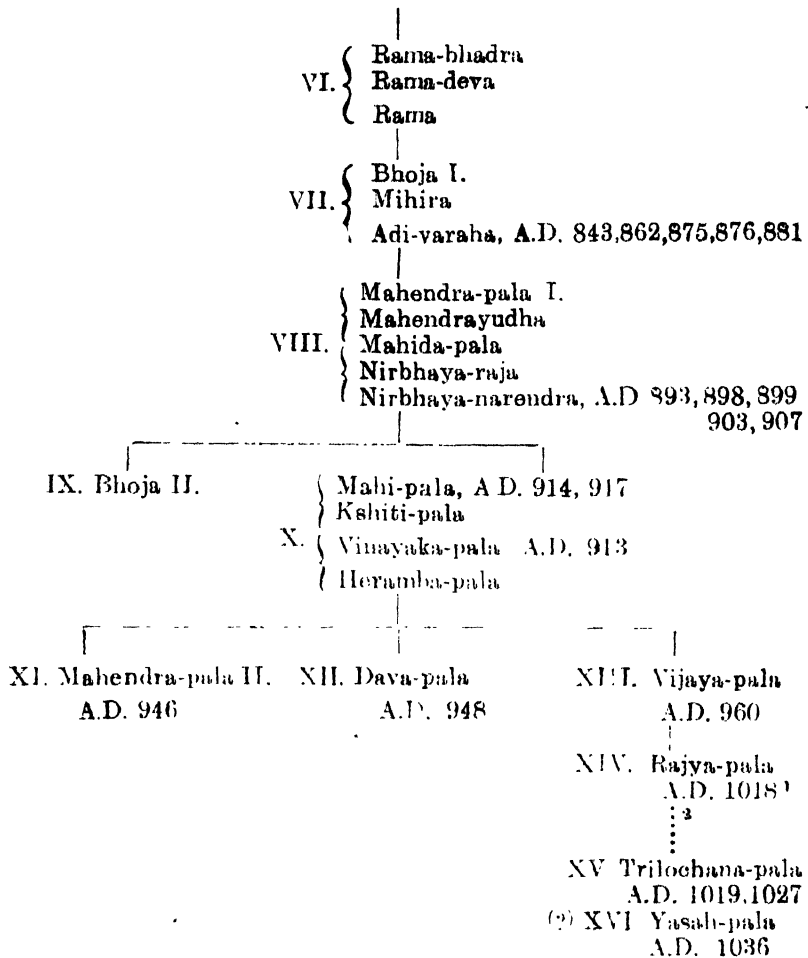 Rama-bhadra
VI. Rama-deva
Rama
Bhoja I.
VII. Mihira
Adi-varaha, A.D. 843,862,875,876,881
Mahendra-pala I.
Mahendrayudha
VIII. Mahida-pala
Nirbhaya-raja
Nirbhaya-narendra, A.D 893, 898, 899
903, 907
IX. Bhoja II.
Mahi-pala, A D. 914, 917
Kshiti-pala
X. Vinayaka-pala A.D. 913
Heramba-pala
XI. Mahendra-pala II. XII. Dava-pala XIII. Vijaya-pala
A.D. 946 A.D. 948 A.D. 960
XIV. Rajya-pala
A.D. 1018¹
²
XV Trilochana-pala
A.D. 1019,1027
(?) XVI Yasah-pala
A.D. 1036